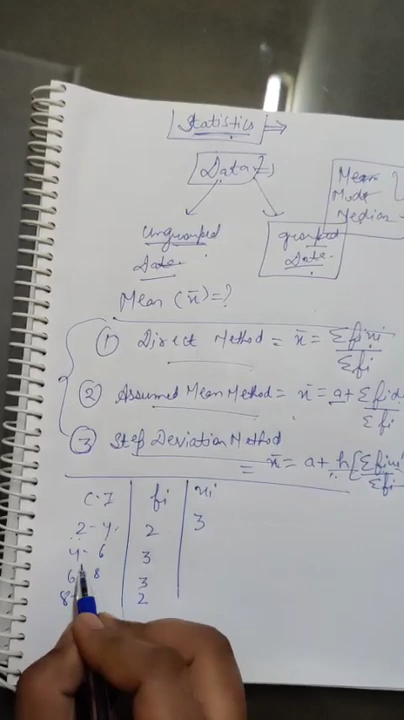 Statistics ⇒
Data ⇒
Mean
Mode
Median
Ungrouped
Data
grouped
Data
Mean (x̄) = ?
① Direct Method = x̄ = Σfixi / Σfi
② Assumed Mean Method = x̄ = a + Σfid / Σfi
③ Step Deviation Method
= x̄ = a + h{Σfiui / Σfi
C.I fi xi
2 - 4 2 3
4 - 6 3
6 - 8 3
8 - 2